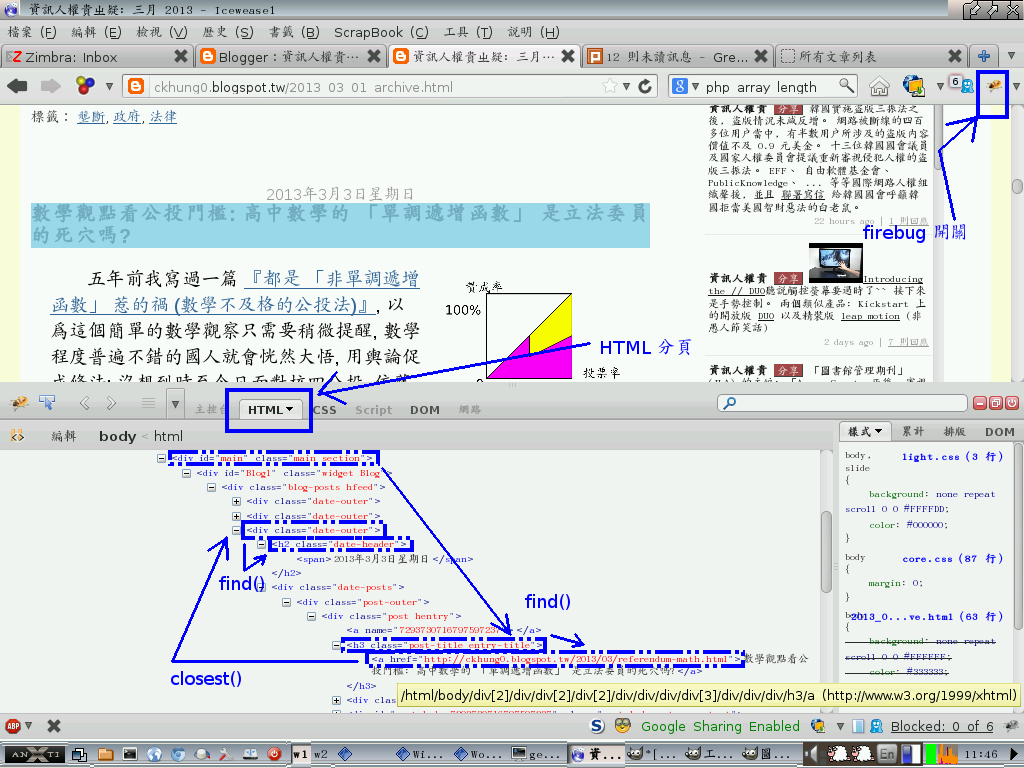 資訊人權貴ㄓ疑: 三月 2013 - Iceweasel
檔案 (F) 編輯 (E) 檢視 (V) 歷史 (S) 書籤 (B) ScrapBook (C) 工具 (T) 說明 (H)
Zimbra: Inbox
Blogger：資訊人權貴⋯
資訊人權貴ㄓ疑: 三月⋯
12 則未讀訊息 - Gre...
所有文章列表
ckhung0.blogspot.tw/2013_03_01_archive.html
php array length
6
標籤： 壟斷, 政府, 法律
2013年3月3日星期日
數學觀點看公投門檻: 高中數學的 「單調遞增函數」 是立法委員
的死穴嗎?
五年前我寫過一篇 『都是 「非單調遞增
函數」 惹的禍 (數學不及格的公投法)』, 以
為這個簡單的數學觀察只需要稍微提醒, 數學
程度普遍不錯的國人就會恍然大悟, 用輿論促
贊成率
100%
投票率
0
資訊人權貴 分享 韓國實施盜版三振法之
後，盜版情況未減反增。 網路被斷線的四百
多位用戶當中，有半數用戶所涉及的盜版內容
價值不及 0.9 元美金。 十三位韓國國會議員
及國家人權委員會提議重新審視侵犯人權的盜
版三振法。 EFF、 自由軟體基金會、
PublicKnowledge、 ... 等等國際網路人權組
織聲援，並且 聯署寫信 給韓國國會呼籲韓
國拒當美國智財惡法的白老鼠。
22 hours ago | 1 則回應
firebug 開關
資訊人權貴 分享 Introducing
the // DUO聽說觸控螢幕要過時了｀｀ 接下來
是手勢控制。 兩個類似產品: Kickstart 上
的開放版 DUO 以及精裝版 leap motion (非
愚人節笑話)
2 days ago | 7 則回應
資訊人權貴 分享 「圖書館管理期刊」
HTML 分頁
主控台 HTML CSS Script DOM 網路
編輯 body < html
樣式 累計 排版 DOM
<div id="main" class="main section">
<div id="Blog1" class="widget Blog">
<div class="blog-posts hfeed">
<div class="date-outer">
<div class="date-outer">
<div class="date-outer">
<h2 class="date-header">
<span>2013年3月3日星期日</span>
</h2>
find()
<div class="date-posts">
<div class="post-outer">
find()
<div class="post hentry">
<a name="7293730716797597237"></a>
<h3 class="post-title entry-title">
<a href="http://ckhung0.blogspot.tw/2013/03/referendum-math.html">數學觀點看公
投門檻: 高中數學的 「單調遞增函數」 是立法委員的死穴嗎?</a>
closest()
</h3>
/html/body/div[2]/div/div[2]/div[2]/div/div/div/div[3]/div/div/div/h3/a (http://www.w3.org/1999/xhtml)
body, light.css (3 行)
slide
{
background: none repeat
scroll 0 0 #FFFFDD;
color: #000000;
}
body core.css (87 行)
{
margin: 0;
}
body 2013_0...ve.html (63 行)
{
background: none repeat
scroll 0 0 #FFFFFF;
color: #333333;
ABP
Google Sharing Enabled
Blocked: 0 of 6
w1 w2 Wi... Wo... ge... 資... *[... 工... 圖... En 11:46